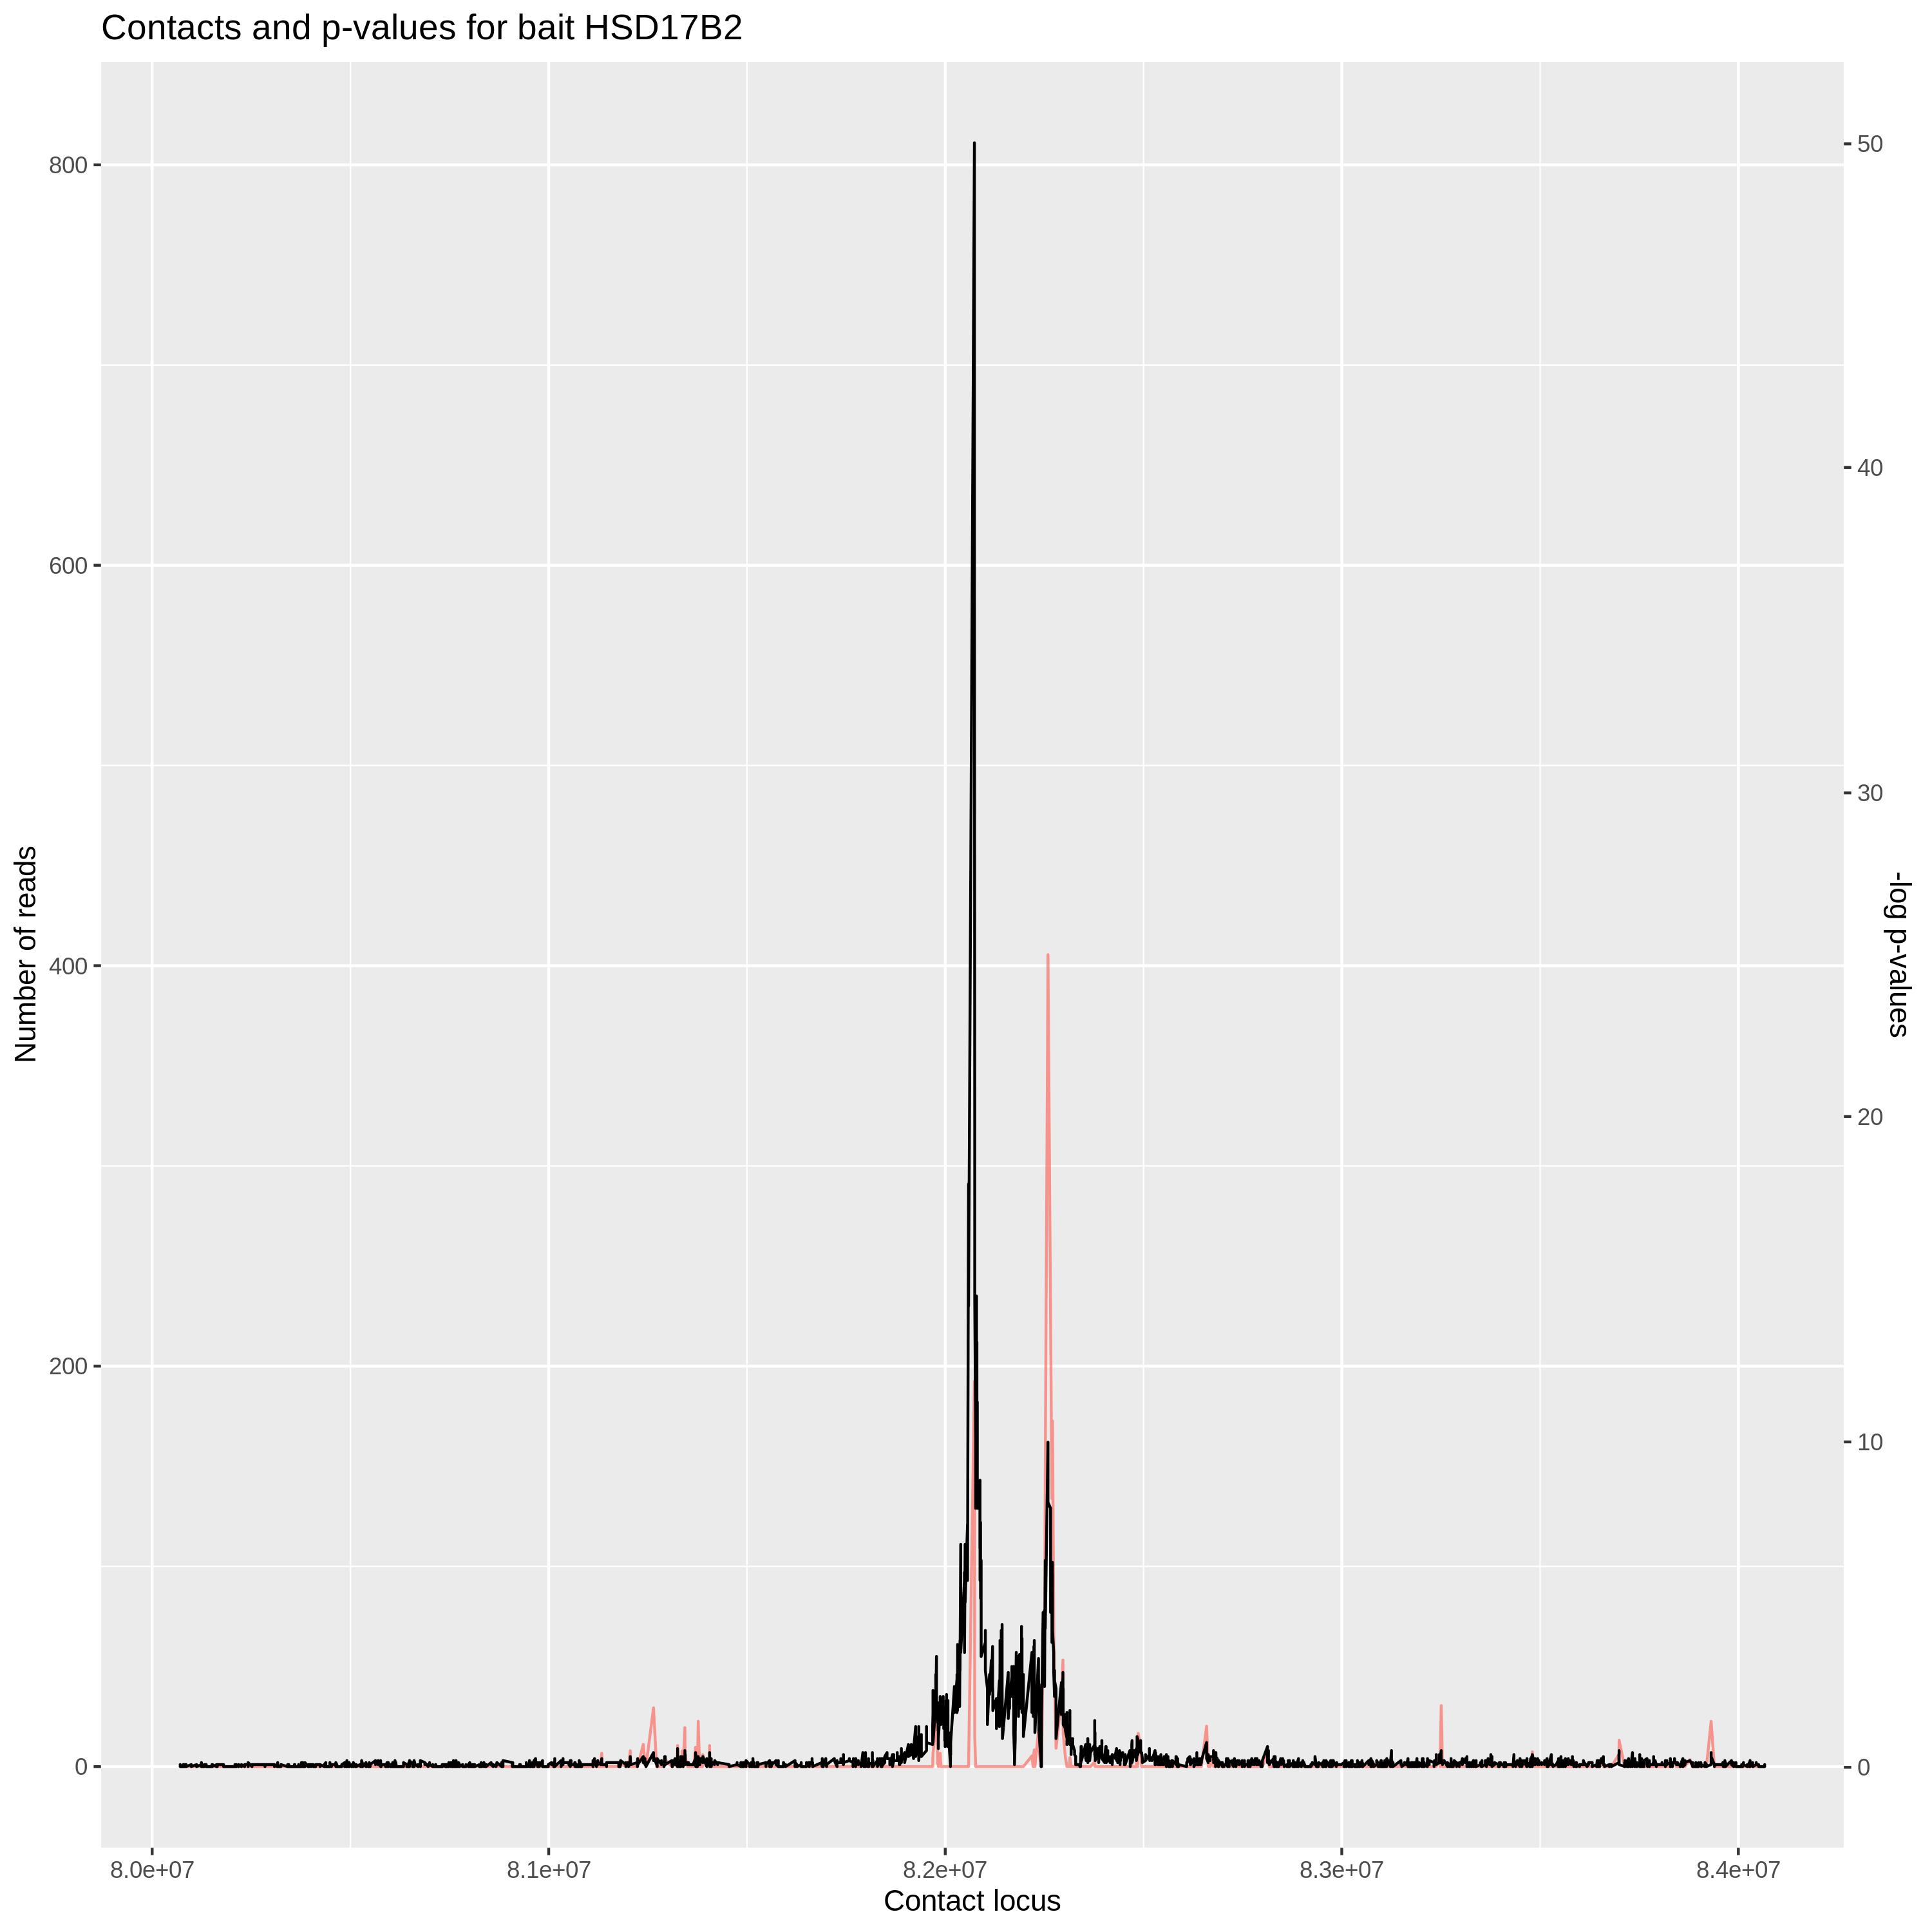 Contacts and p-values for bait HSD17B2
800
600
400
200
0
Number of reads
50
40
30
20
10
0
-log p-values
8.0e+07
8.1e+07
8.2e+07
8.3e+07
8.4e+07
Contact locus